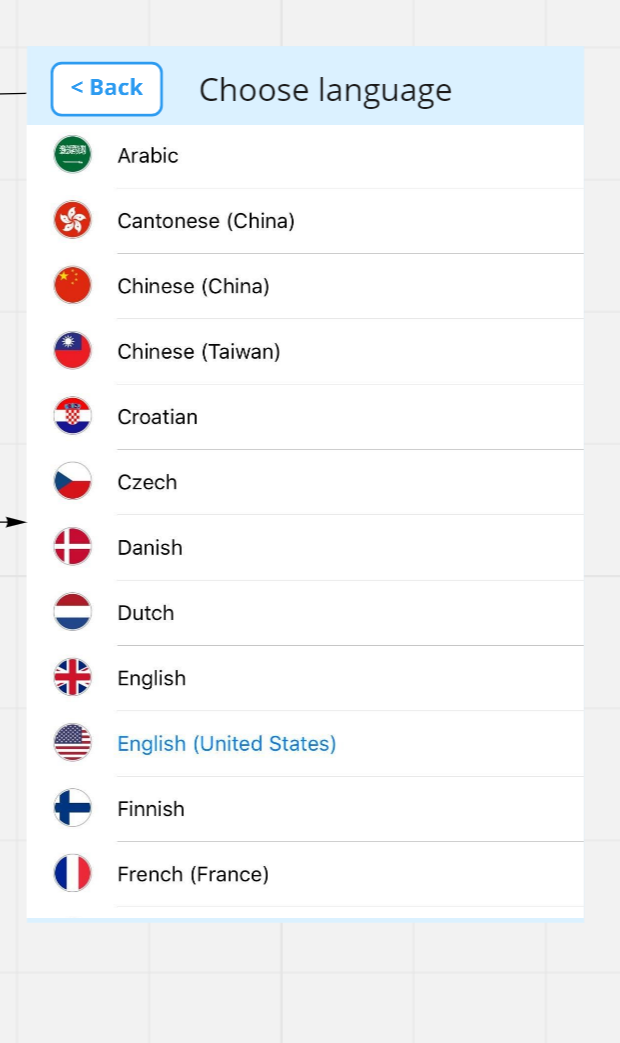 < Back
Choose language
Arabic
Cantonese (China)
Chinese (China)
Chinese (Taiwan)
Croatian
Czech
Danish
Dutch
English
English (United States)
Finnish
French (France)